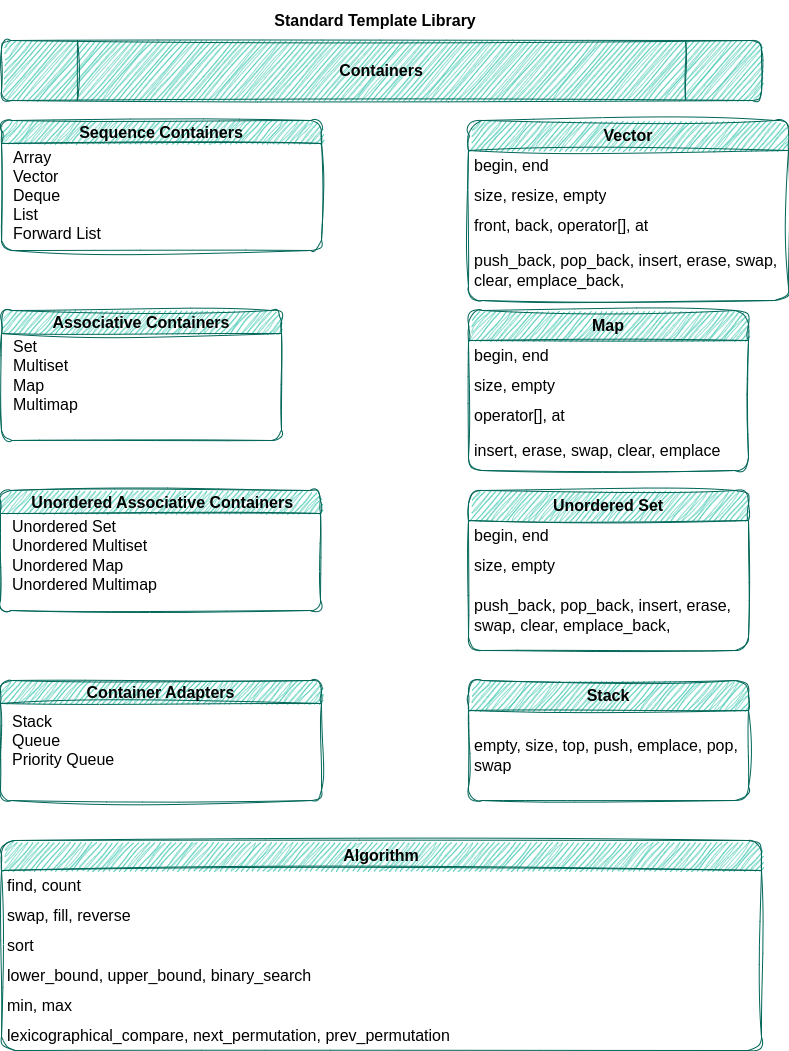 Standard Template Library
Containers
Sequence Containers
Array
Vector
Deque
List
Forward List
Vector
begin, end
size, resize, empty
front, back, operator[], at
push_back, pop_back, insert, erase, swap,
clear, emplace_back,
Associative Containers
Set
Multiset
Map
Multimap
Map
begin, end
size, empty
operator[], at
insert, erase, swap, clear, emplace
Unordered Associative Containers
Unordered Set
Unordered Multiset
Unordered Map
Unordered Multimap
Unordered Set
begin, end
size, empty
push_back, pop_back, insert, erase,
swap, clear, emplace_back,
Container Adapters
Stack
Queue
Priority Queue
Stack
empty, size, top, push, emplace, pop,
swap
Algorithm
find, count
swap, fill, reverse
sort
lower_bound, upper_bound, binary_search
min, max
lexicographical_compare, next_permutation, prev_permutation